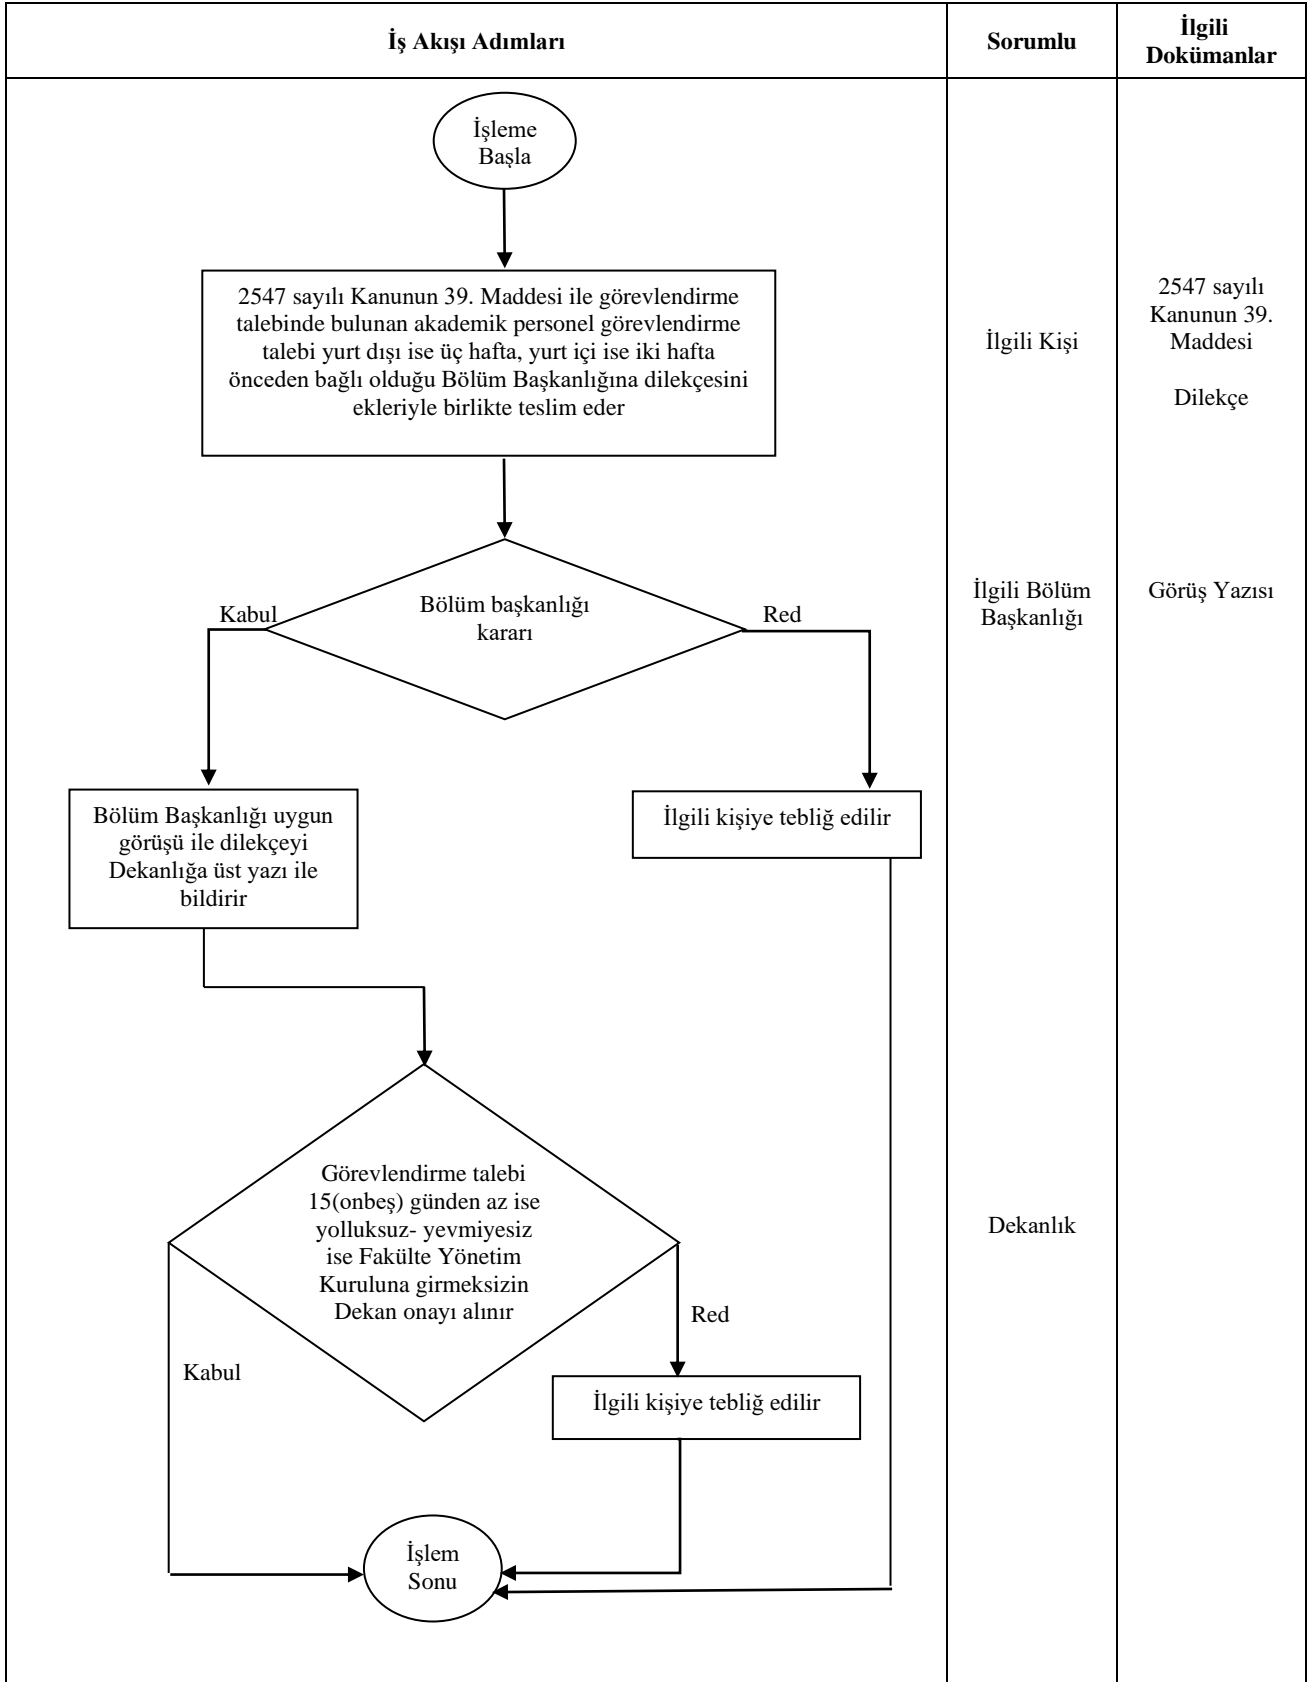 İş Akışı Adımları
Sorumlu
İlgili
Dokümanlar
İşleme
Başla
2547 sayılı Kanunun 39. Maddesi ile görevlendirme
talebinde bulunan akademik personel görevlendirme
talebi yurt dışı ise üç hafta, yurt içi ise iki hafta
önceden bağlı olduğu Bölüm Başkanlığına dilekçesini
ekleriyle birlikte teslim eder
İlgili Kişi
2547 sayılı
Kanunun 39.
Maddesi
Dilekçe
Kabul
Bölüm başkanlığı
kararı
Red
İlgili Bölüm
Başkanlığı
Görüş Yazısı
Bölüm Başkanlığı uygun
görüşü ile dilekçeyi
Dekanlığa üst yazı ile
bildirir
İlgili kişiye tebliğ edilir
Görevlendirme talebi
15(onbeş) günden az ise
yolluksuz- yevmiyesiz
ise Fakülte Yönetim
Kuruluna girmeksizin
Dekan onayı alınır
Dekanlık
Red
Kabul
İlgili kişiye tebliğ edilir
İşlem
Sonu